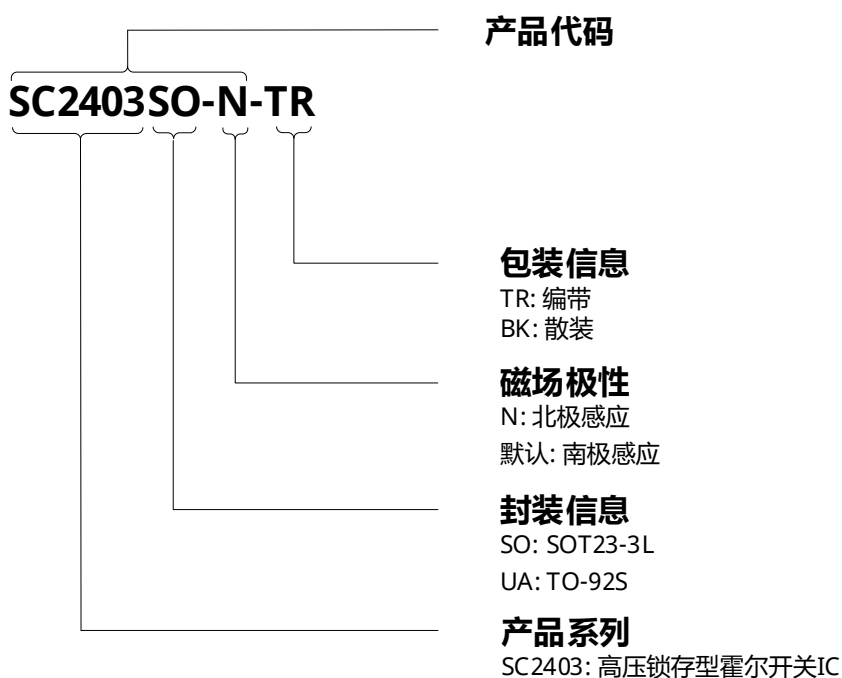 产品代码
SC2403SO-N-TR
包装信息
TR: 编带
BK: 散装
磁场极性
N: 北极感应
默认: 南极感应
封装信息
SO: SOT23-3L
UA: TO-92S
产品系列
SC2403: 高压锁存型霍尔开关IC